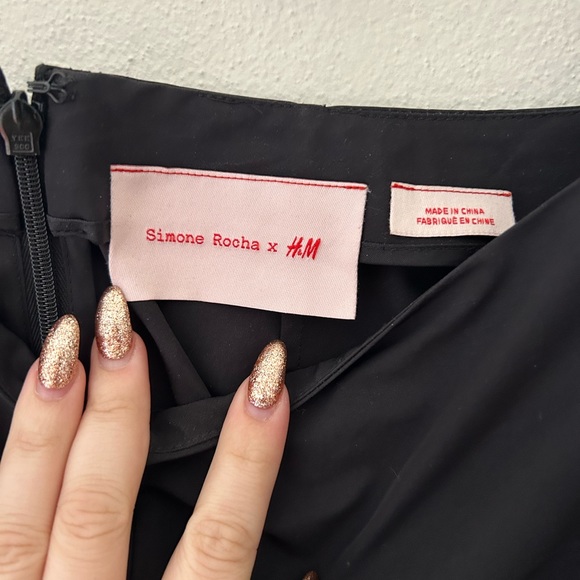 Simone Rocha x H&M
MADE IN CHINA
FABRIQUÉ EN CHINE